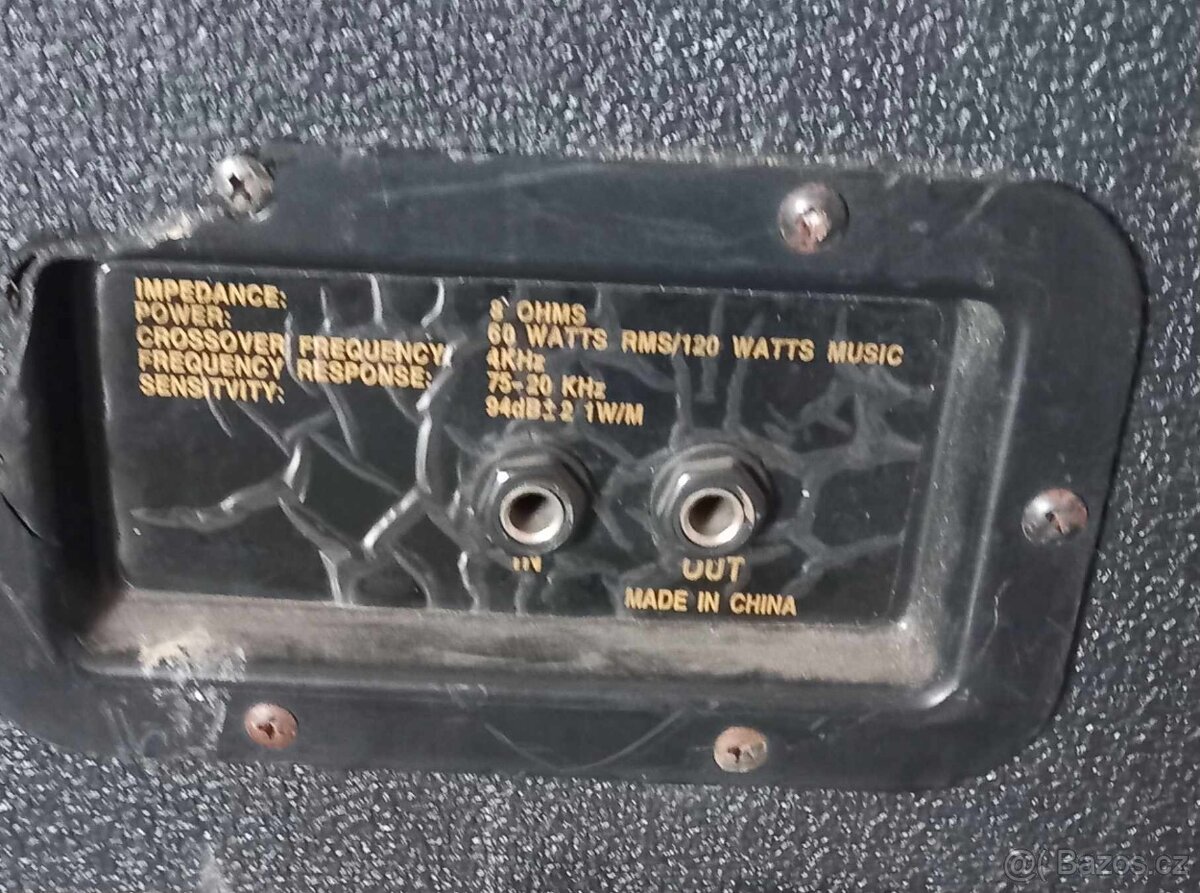 IMPEDANCE: 8 OHMS
POWER: 60 WATTS RMS/120 WATTS MUSIC
CROSSOVER FREQUENCY: 4KHz
FREQUENCY RESPONSE: 75-20 KHz
SENSITVITY: 94dB±2 1W/M
IN OUT
MADE IN CHINA
@( Bazos.cz